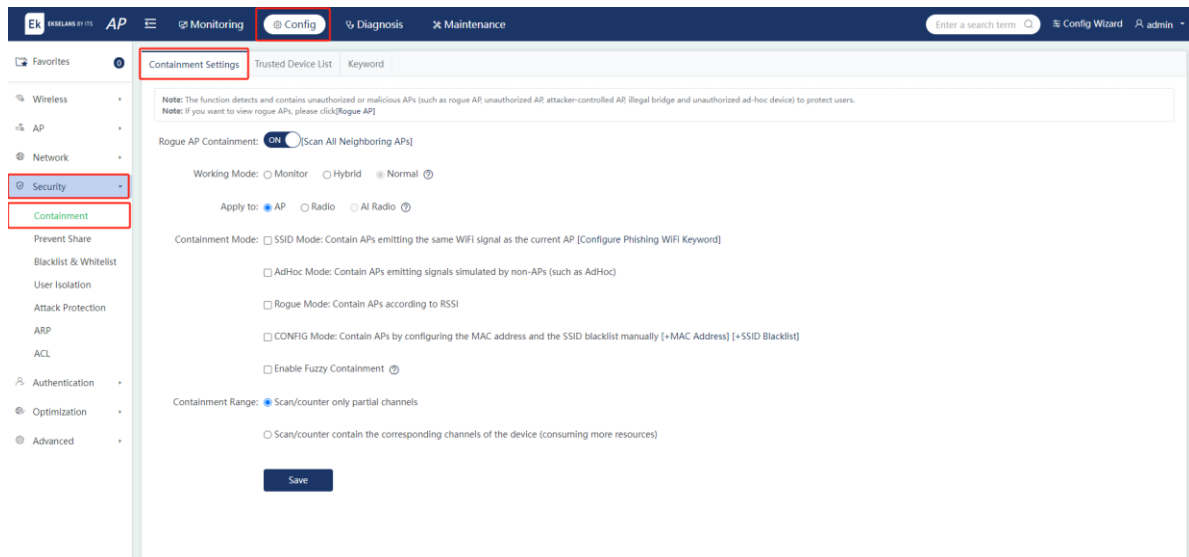 Ek EKSELANS BY ITS AP Monitoring Config Diagnosis Maintenance Enter a search term Config Wizard admin
Favorites 0
Wireless
AP
Network
Security
Containment
Prevent Share
Blacklist & Whitelist
User Isolation
Attack Protection
ARP
ACL
Authentication
Optimization
Advanced
Containment Settings Trusted Device List Keyword
Note: The function detects and contains unauthorized or malicious APs (such as rogue AP, unauthorized AP, attacker-controlled AP, illegal bridge and unauthorized ad-hoc device) to protect users.
Note: If you want to view rogue APs, please click[Rogue AP]
Rogue AP Containment: ON [Scan All Neighboring APs]
Working Mode: Monitor Hybrid Normal ?
Apply to: AP Radio AI Radio ?
Containment Mode: SSID Mode: Contain APs emitting the same WiFi signal as the current AP [Configure Phishing WiFi Keyword]
AdHoc Mode: Contain APs emitting signals simulated by non-APs (such as AdHoc)
Rogue Mode: Contain APs according to RSSI
CONFIG Mode: Contain APs by configuring the MAC address and the SSID blacklist manually [+MAC Address] [+SSID Blacklist]
Enable Fuzzy Containment ?
Containment Range: Scan/counter only partial channels
Scan/counter contain the corresponding channels of the device (consuming more resources)
Save